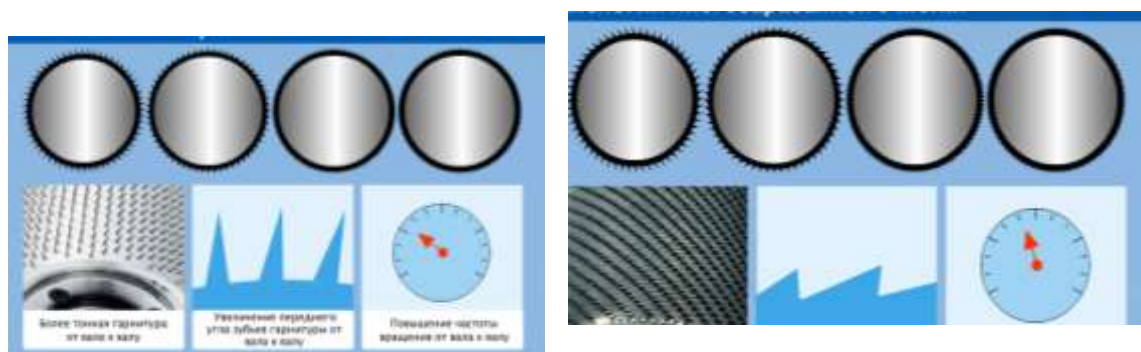 Более тонкая гарнитура
от вала к валу
Увеличение переднего
угла зубьев гарнитуры от
вала к валу
Повышение частоты
вращения от вала к валу